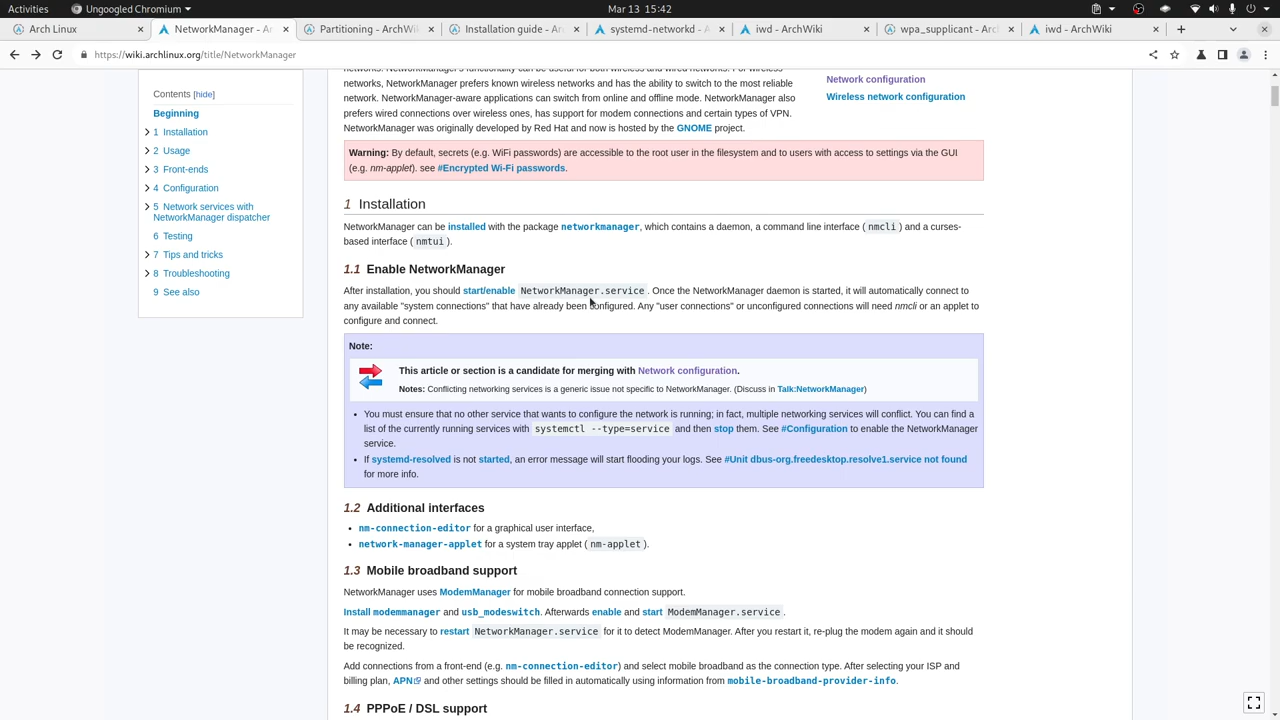 Activities
Ungoogled Chromium
Mar 13 15:42
Arch Linux
NetworkManager - Ar
Partitioning - ArchWiki
Installation guide - Arc
systemd-networkd - A
iwd - ArchWiki
wpa_supplicant - Arch
iwd - ArchWiki
https://wiki.archlinux.org/title/NetworkManager
Contents [hide]
Beginning
1 Installation
2 Usage
3 Front-ends
4 Configuration
5 Network services with
NetworkManager dispatcher
6 Testing
7 Tips and tricks
8 Troubleshooting
9 See also
networks. NetworkManager's functionality can be useful for both wireless and wired networks. For wireless
networks, NetworkManager prefers known wireless networks and has the ability to switch to the most reliable
network. NetworkManager-aware applications can switch from online and offline mode. NetworkManager also
prefers wired connections over wireless ones, has support for modem connections and certain types of VPN.
NetworkManager was originally developed by Red Hat and now is hosted by the GNOME project.
Network configuration
Wireless network configuration
Warning: By default, secrets (e.g. WiFi passwords) are accessible to the root user in the filesystem and to users with access to settings via the GUI
(e.g. nm-applet). see #Encrypted Wi-Fi passwords.
1 Installation
NetworkManager can be installed with the package networkmanager, which contains a daemon, a command line interface ( nmcli ) and a curses-
based interface ( nmtui ).
1.1 Enable NetworkManager
After installation, you should start/enable NetworkManager.service . Once the NetworkManager daemon is started, it will automatically connect to
any available "system connections" that have already been configured. Any "user connections" or unconfigured connections will need nmcli or an applet to
configure and connect.
Note:
This article or section is a candidate for merging with Network configuration.
Notes: Conflicting networking services is a generic issue not specific to NetworkManager. (Discuss in Talk:NetworkManager)
• You must ensure that no other service that wants to configure the network is running; in fact, multiple networking services will conflict. You can find a
list of the currently running services with systemctl --type=service and then stop them. See #Configuration to enable the NetworkManager
service.
• If systemd-resolved is not started, an error message will start flooding your logs. See #Unit dbus-org.freedesktop.resolve1.service not found
for more info.
1.2 Additional interfaces
• nm-connection-editor for a graphical user interface,
• network-manager-applet for a system tray applet ( nm-applet ).
1.3 Mobile broadband support
NetworkManager uses ModemManager for mobile broadband connection support.
Install modemmanager and usb_modeswitch. Afterwards enable and start ModemManager.service .
It may be necessary to restart NetworkManager.service for it to detect ModemManager. After you restart it, re-plug the modem again and it should
be recognized.
Add connections from a front-end (e.g. nm-connection-editor) and select mobile broadband as the connection type. After selecting your ISP and
billing plan, APN and other settings should be filled in automatically using information from mobile-broadband-provider-info.
1.4 PPPoE / DSL support